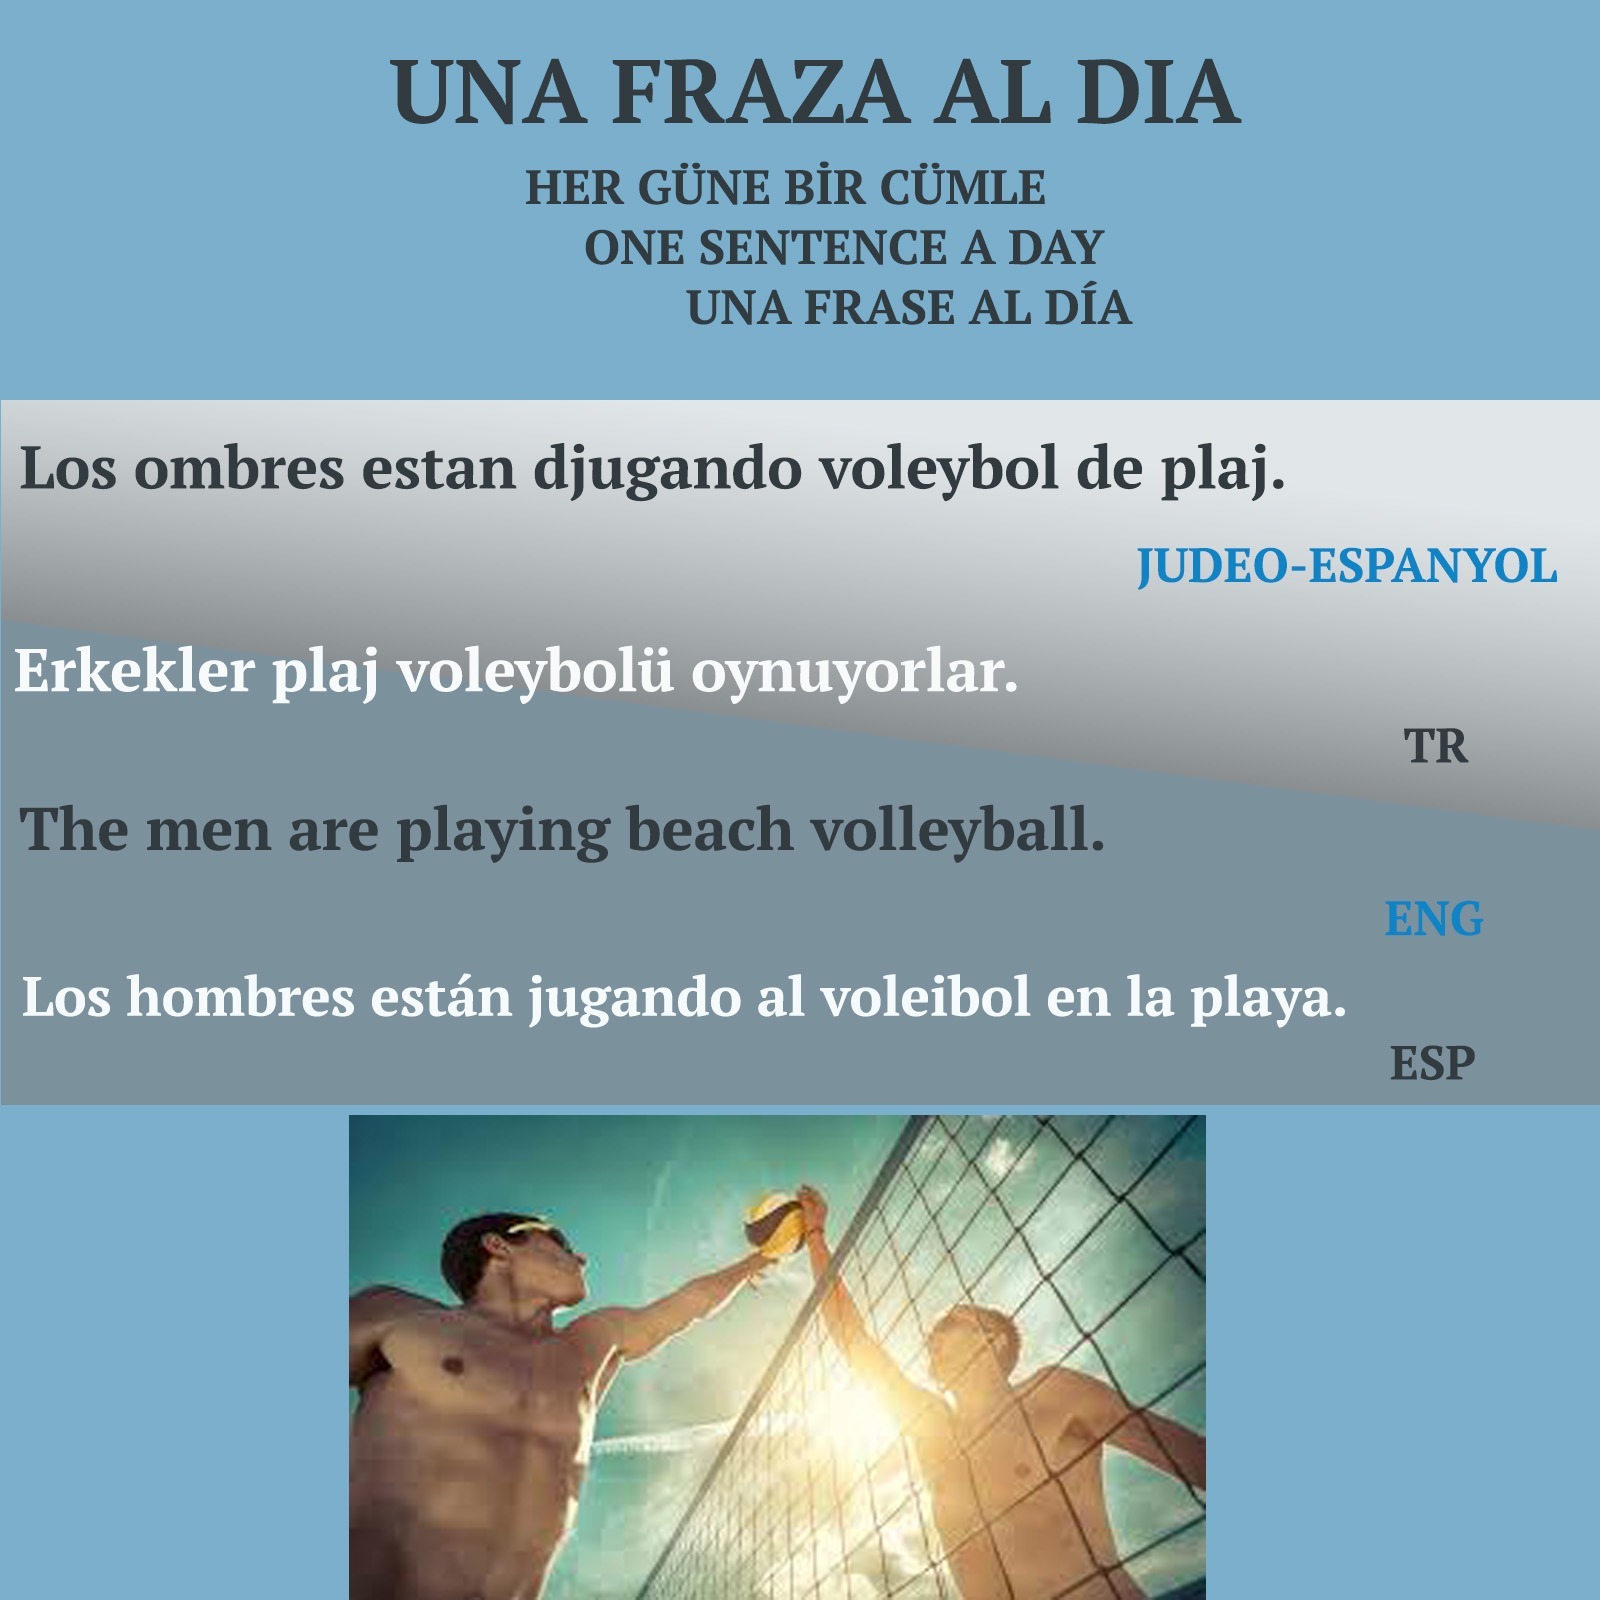 UNA FRAZA AL DIA
HER GÜNE BİR CÜMLE
ONE SENTENCE A DAY
UNA FRASE AL DÍA
Los ombres estan djugando voleybol de plaj.
JUDEO-ESPANYOL
Erkekler plaj voleybolü oynuyorlar.
TR
The men are playing beach volleyball.
ENG
Los hombres están jugando al voleibol en la playa.
ESP